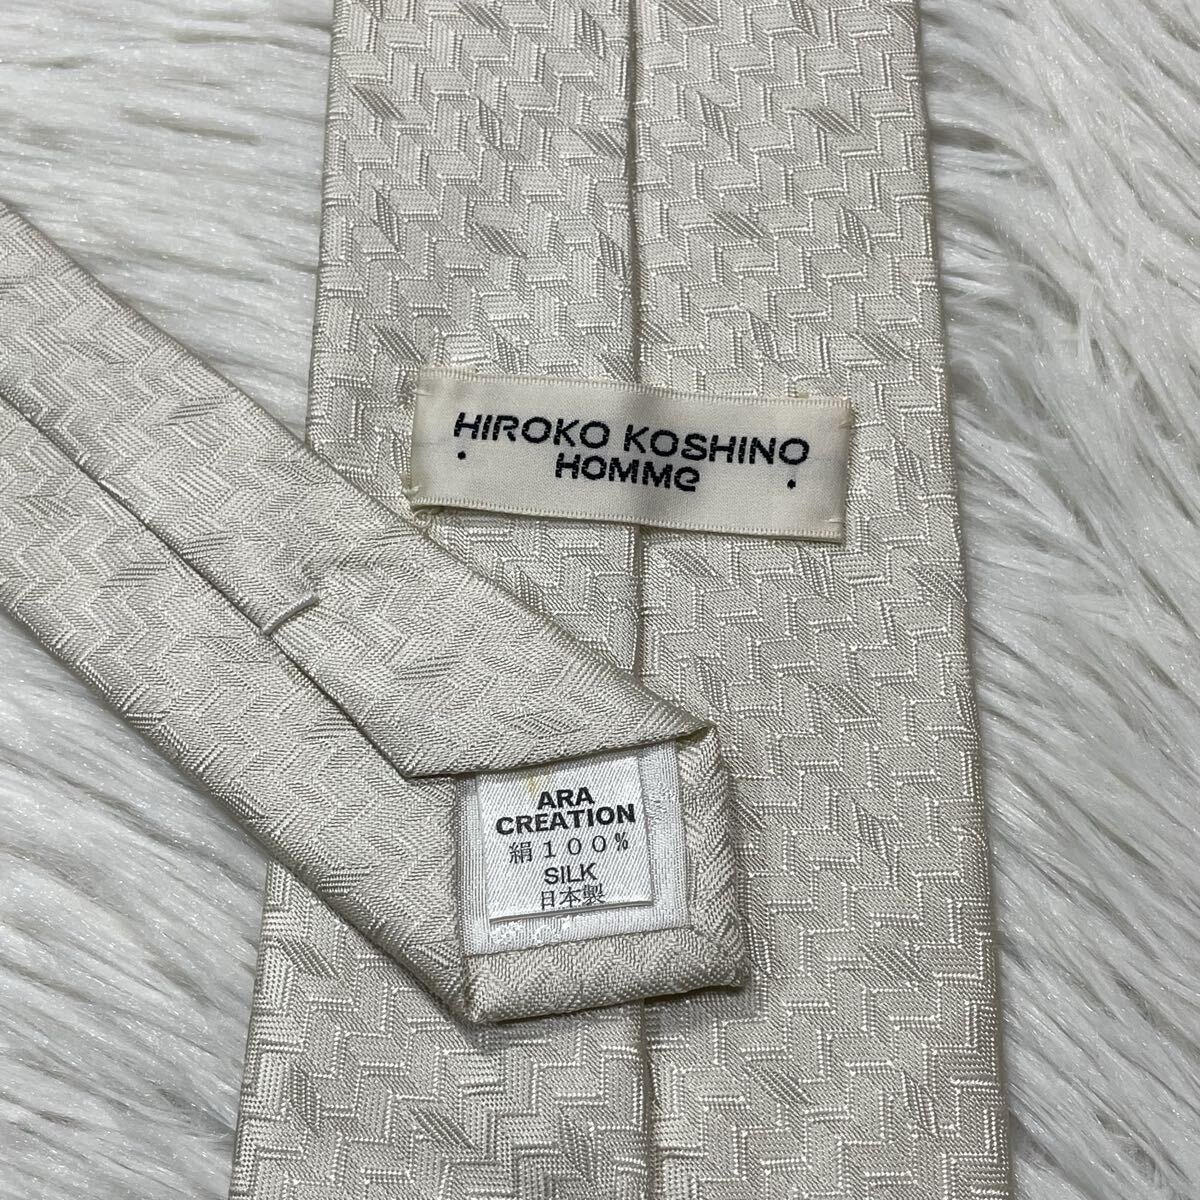 HIROKO KOSHINO
HOMMe
ARA
CREATION
絹100%
SILK
日本製